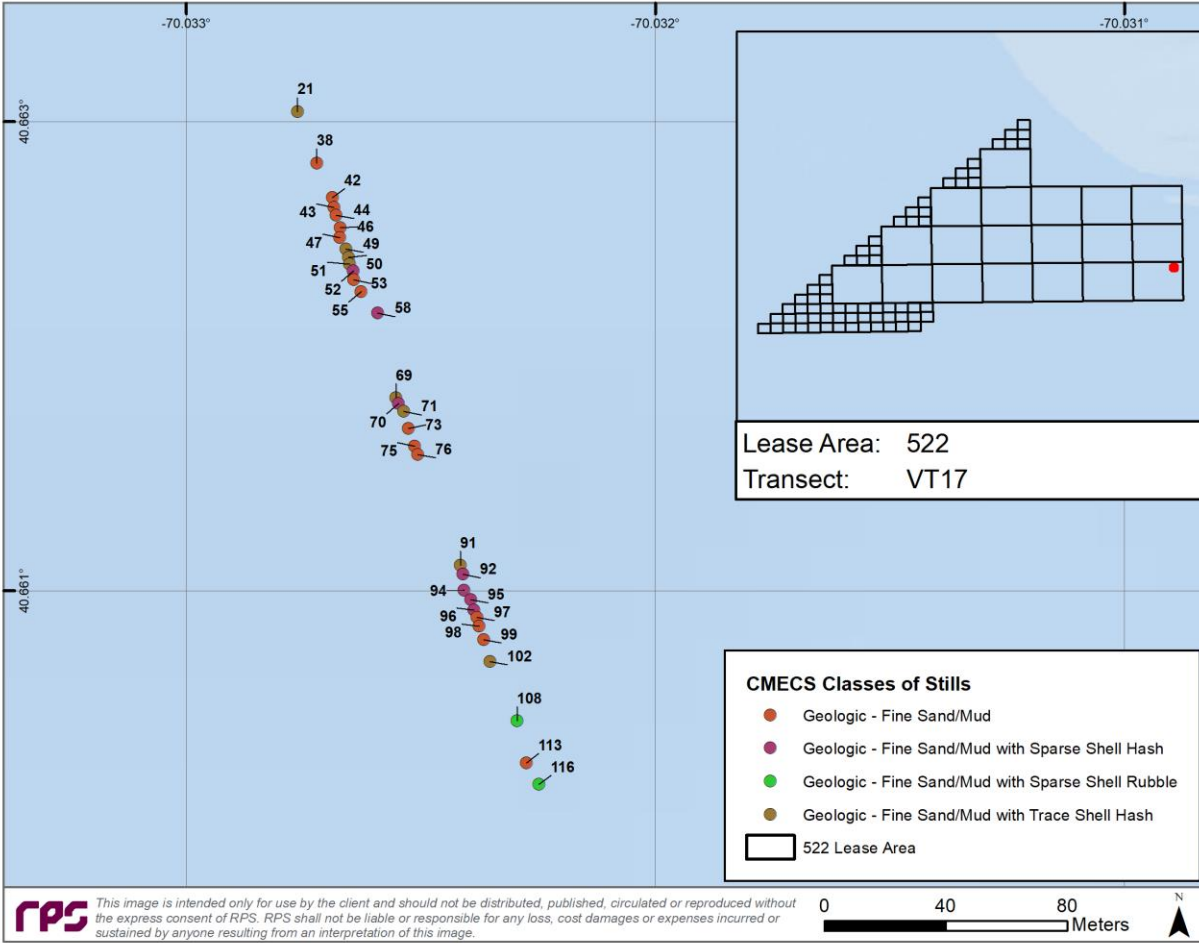 -70.033°
-70.032°
-70.031°
40.663°
40.661°
21
38
42
43
44
46
47
49
50
51
52
53
55
58
69
70
71
73
75
76
91
92
94
95
96
97
98
99
102
108
113
116
Lease Area: 522
Transect: VT17
CMECS Classes of Stills
Geologic - Fine Sand/Mud
Geologic - Fine Sand/Mud with Sparse Shell Hash
Geologic - Fine Sand/Mud with Sparse Shell Rubble
Geologic - Fine Sand/Mud with Trace Shell Hash
522 Lease Area
rps
This image is intended only for use by the client and should not be distributed, published, circulated or reproduced without
the express consent of RPS. RPS shall not be liable or responsible for any loss, cost damages or expenses incurred or
sustained by anyone resulting from an interpretation of this image.
0 40 80
Meters
N